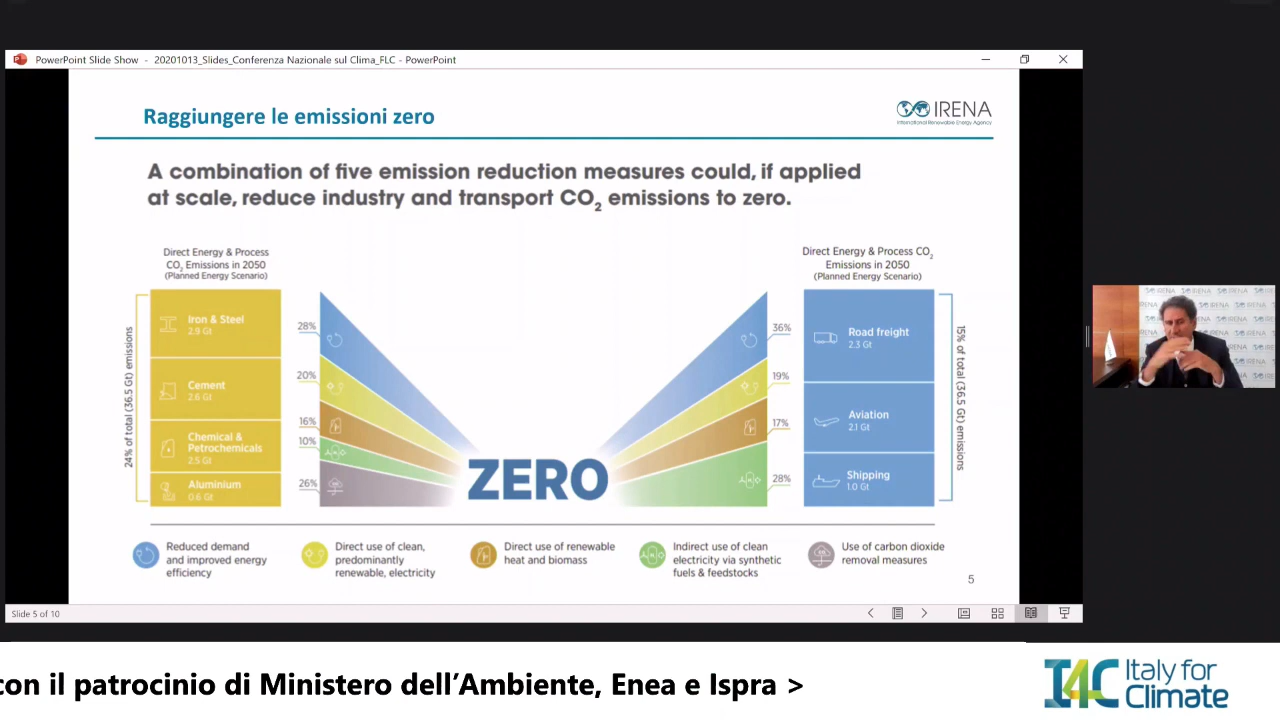 PowerPoint Slide Show - 20201013_Slides_Conferenza Nazionale sul Clima_FLC - PowerPoint
Raggiungere le emissioni zero
IRENA
International Renewable Energy Agency
A combination of five emission reduction measures could, if applied
at scale, reduce industry and transport CO2 emissions to zero.
Direct Energy & Process
CO2 Emissions in 2050
(Planned Energy Scenario)
24% of total (36.5 Gt) emissions
Iron & Steel
2.9 Gt
Cement
2.6 Gt
Chemical &
Petrochemicals
2.5 Gt
Aluminium
0.6 Gt
28%
20%
16%
10%
26%
ZERO
36%
19%
17%
28%
Direct Energy & Process CO2
Emissions in 2050
(Planned Energy Scenario)
Road freight
2.3 Gt
Aviation
2.1 Gt
Shipping
1.0 Gt
15% of total (36.5 Gt) emissions
Reduced demand
and improved energy
efficiency
Direct use of clean,
predominantly
renewable, electricity
Direct use of renewable
heat and biomass
Indirect use of clean
electricity via synthetic
fuels & feedstocks
Use of carbon dioxide
removal measures
5
Slide 5 of 10
con il patrocinio di Ministero dell'Ambiente, Enea e Ispra >
I4C Italy for
Climate